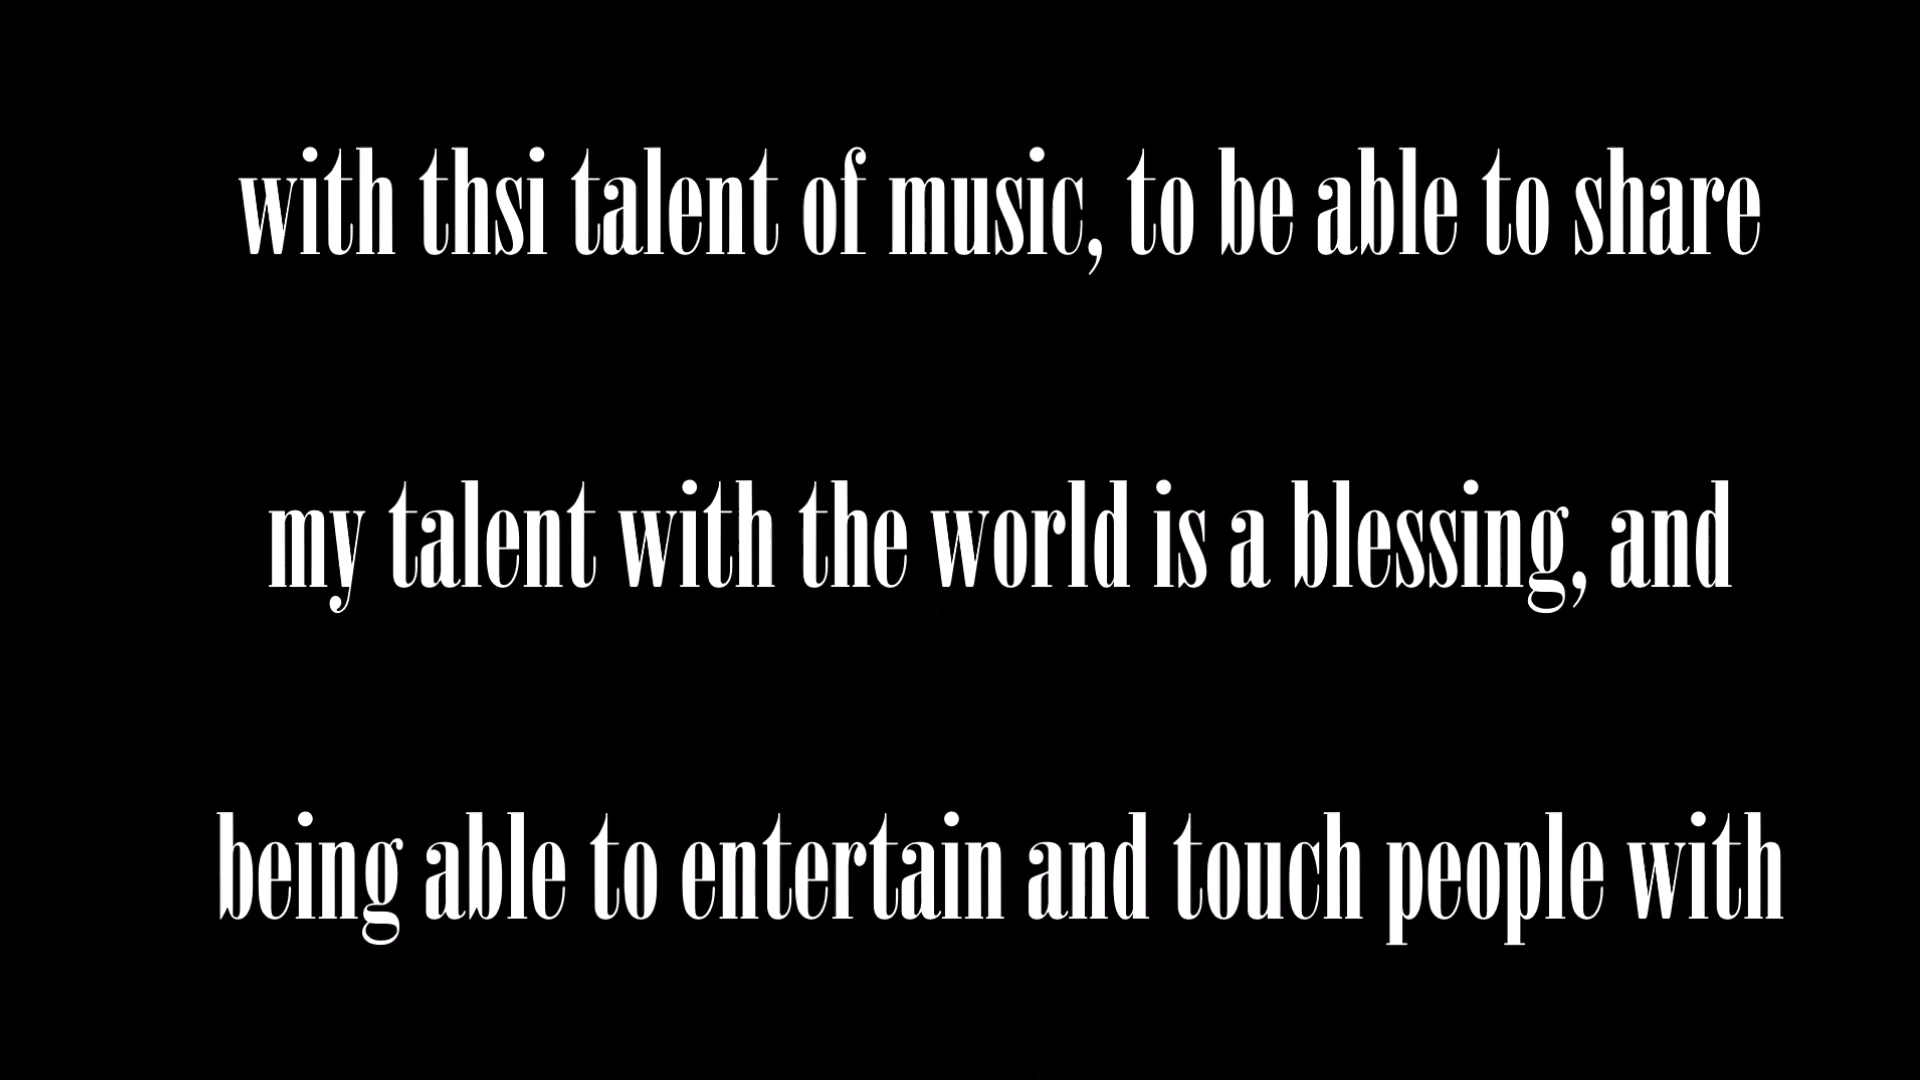 with thsi talent of music, to be able to share
my talent with the world is a blessing, and
being able to entertain and touch people with